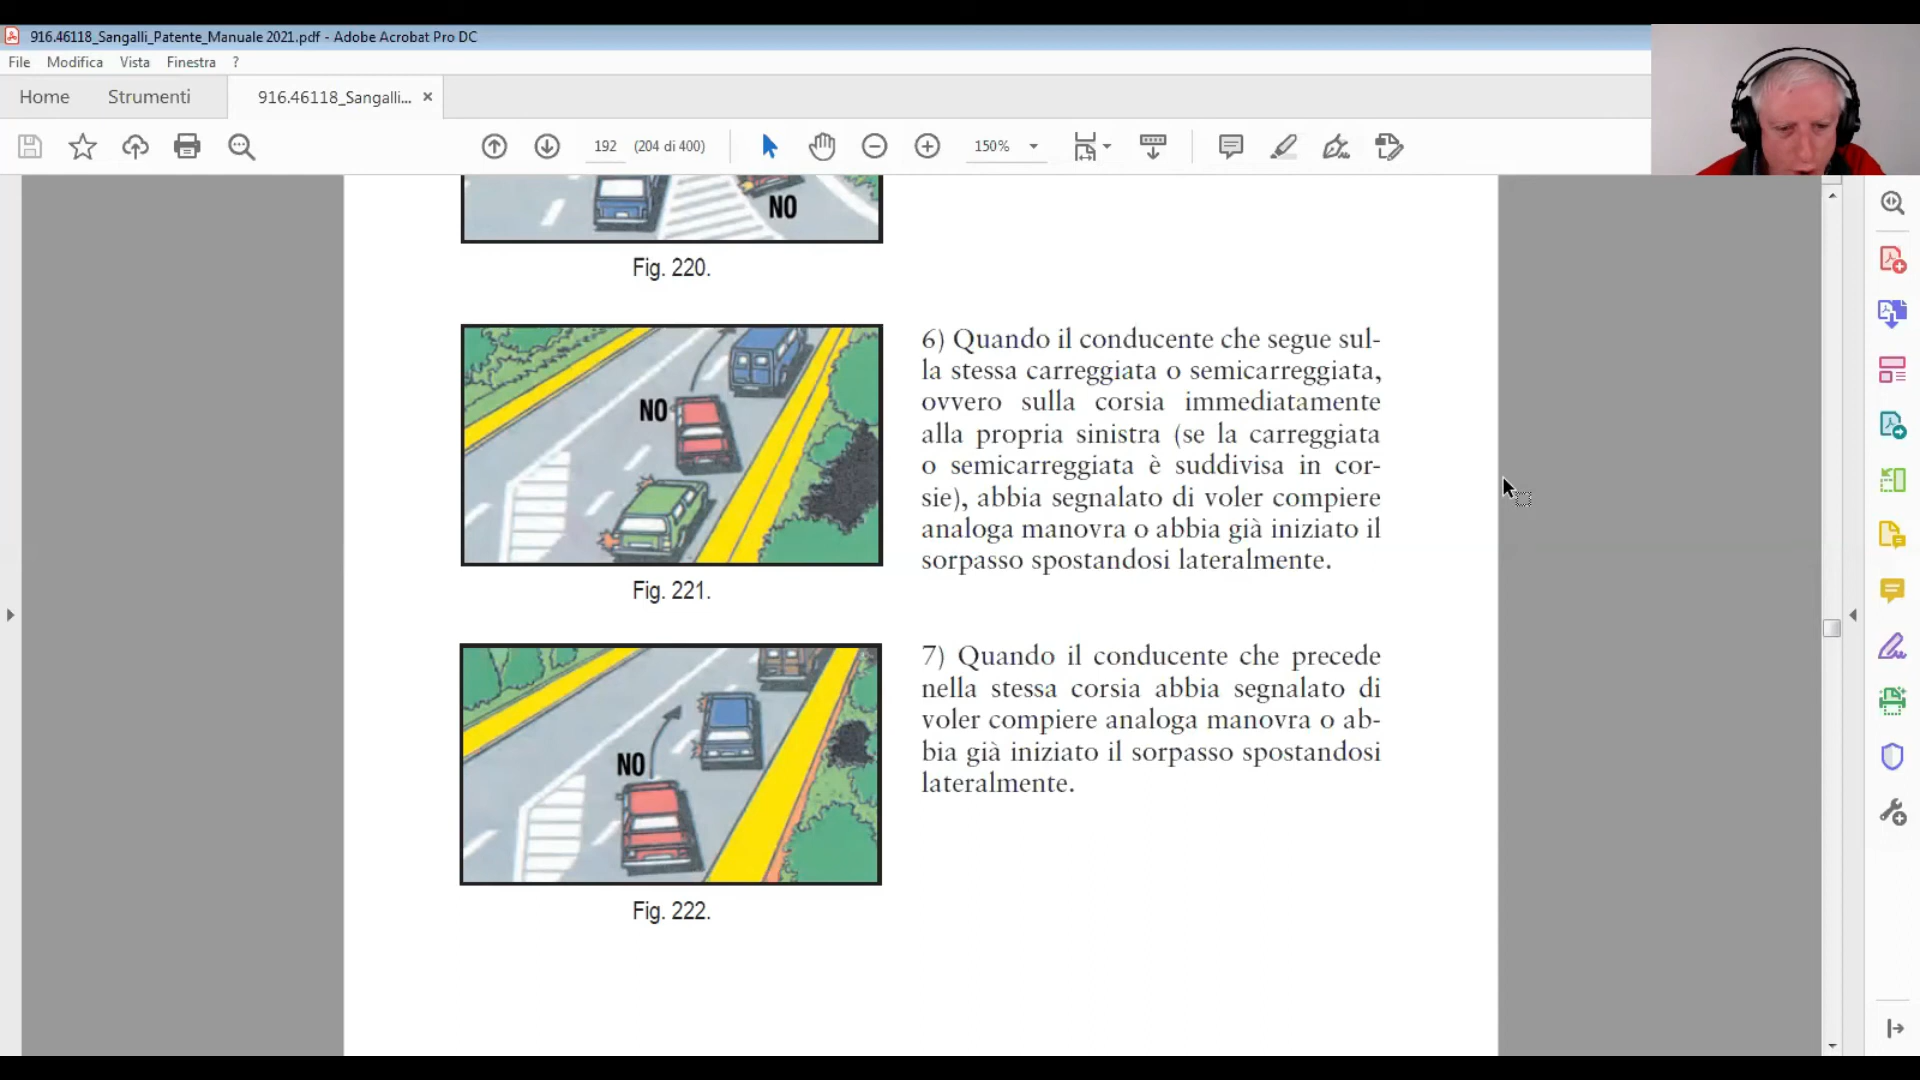 916.46118_Sangalli_Patente_Manuale 2021.pdf - Adobe Acrobat Pro DC
File Modifica Vista Finestra ?
Home Strumenti 916.46118_Sangalli... ×
192 (204 di 400) 150%
NO
Fig. 220.
NO
Fig. 221.
6) Quando il conducente che segue sul-
la stessa carreggiata o semicarreggiata,
ovvero sulla corsia immediatamente
alla propria sinistra (se la carreggiata
o semicarreggiata è suddivisa in cor-
sie), abbia segnalato di voler compiere
analoga manovra o abbia già iniziato il
sorpasso spostandosi lateralmente.
NO
Fig. 222.
7) Quando il conducente che precede
nella stessa corsia abbia segnalato di
voler compiere analoga manovra o ab-
bia già iniziato il sorpasso spostandosi
lateralmente.